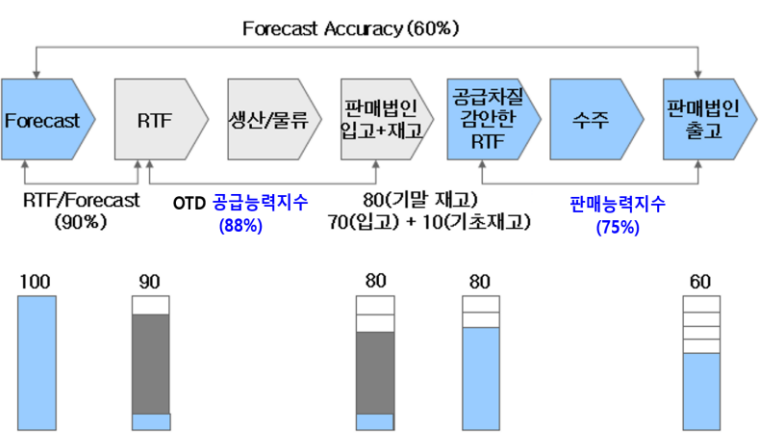 Forecast Accuracy (60%)
Forecast
RTF
생산/물류
판매법인
입고+재고
공급차질
감안한
RTF
수주
판매법인
출고
RTF/Forecast
(90%)
OTD 공급능력지수
(88%)
80(기말 재고)
70(입고) + 10(기초재고)
판매능력지수
(75%)
100
90
80
80
60